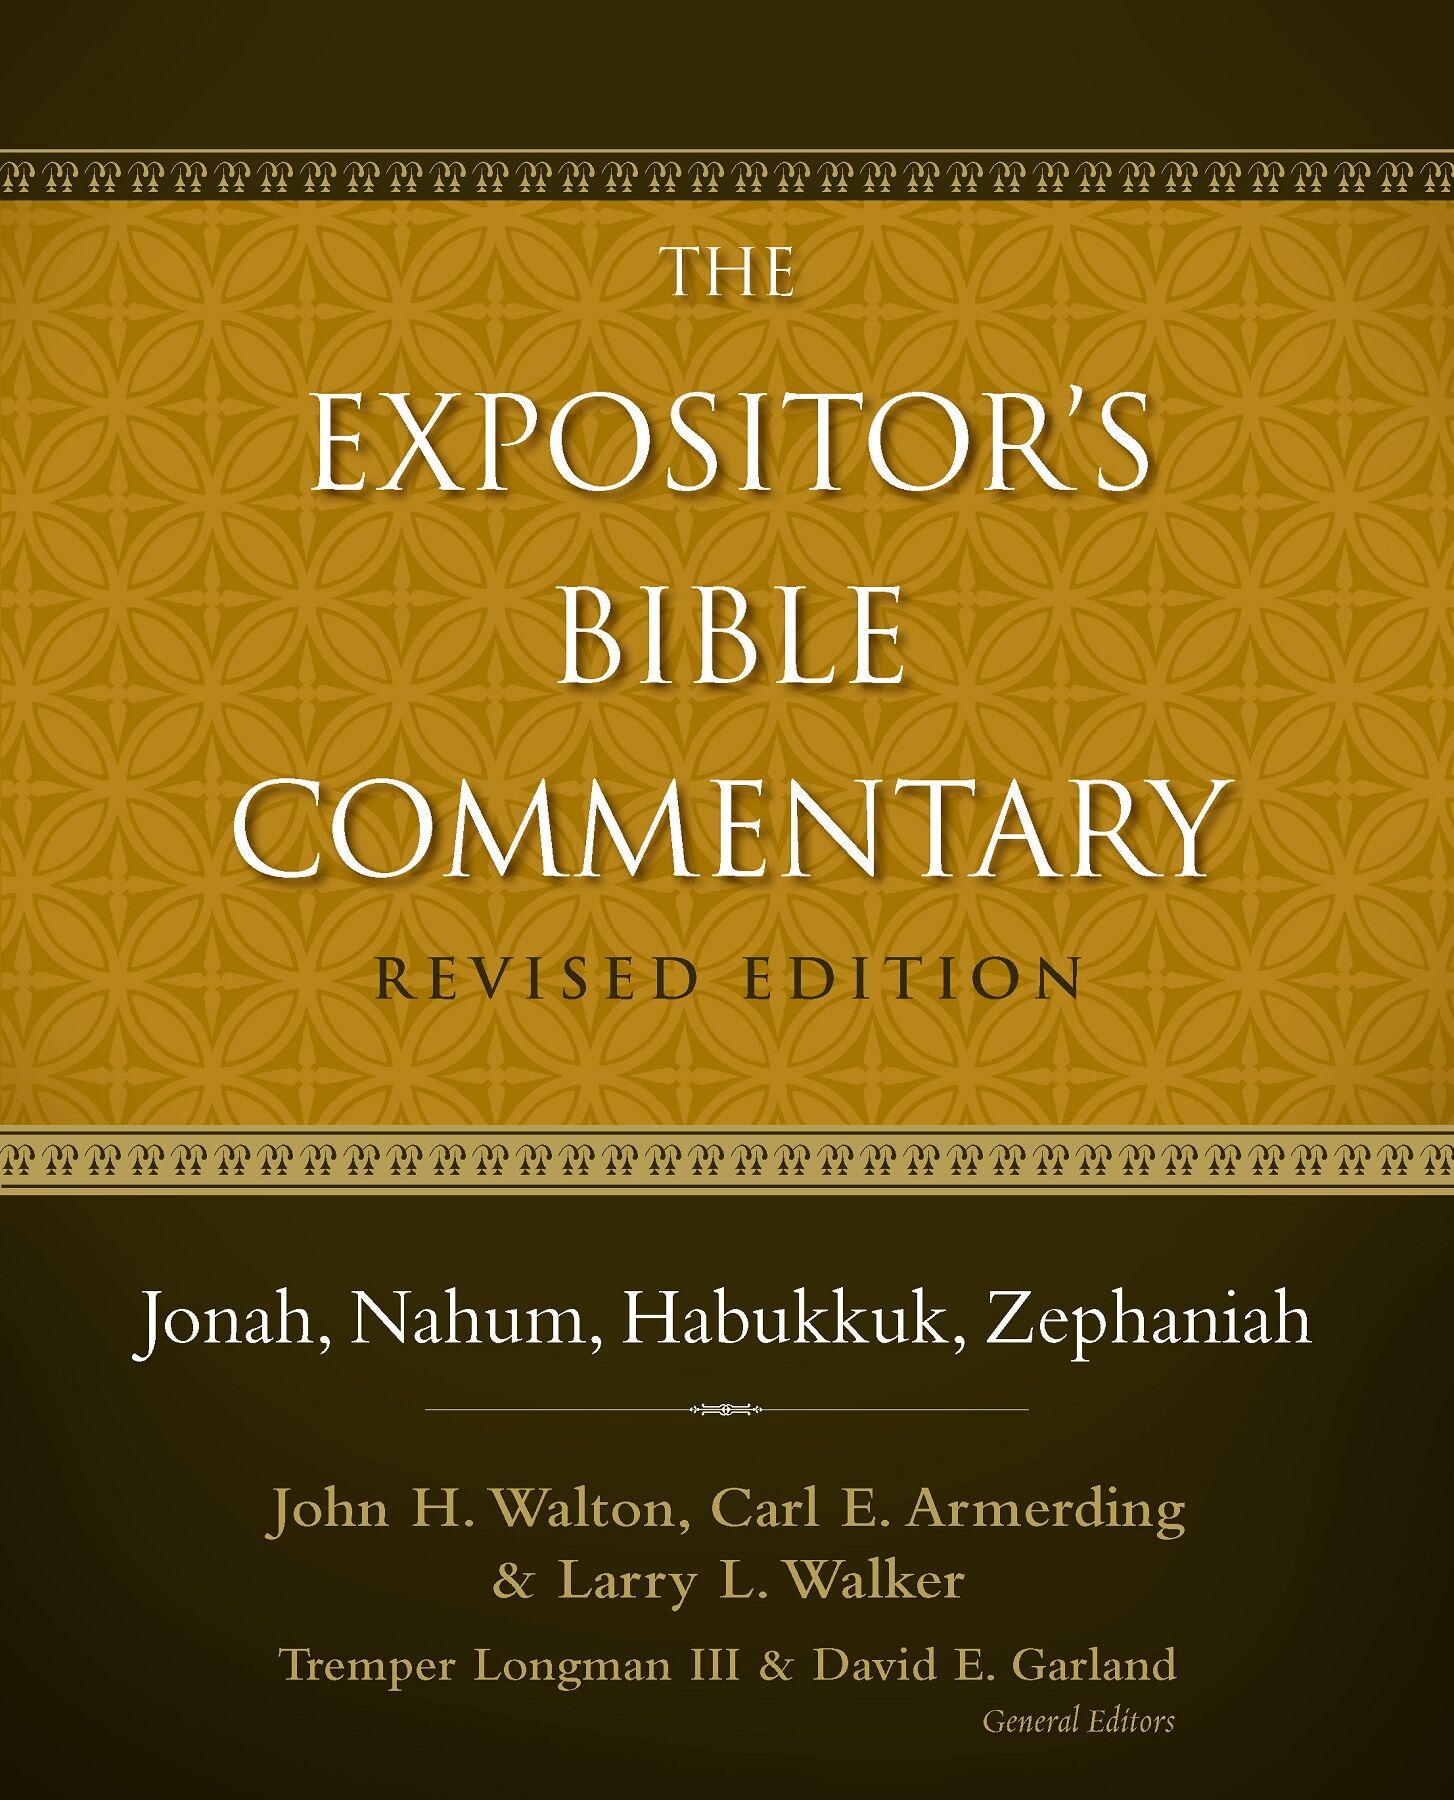 THE
EXPOSITOR'S
BIBLE
COMMENTARY
REVISED EDITION
Jonah, Nahum, Habukkuk, Zephaniah
John H. Walton, Carl E. Armerding
& Larry L. Walker
Tremper Longman III & David E. Garland
General Editors